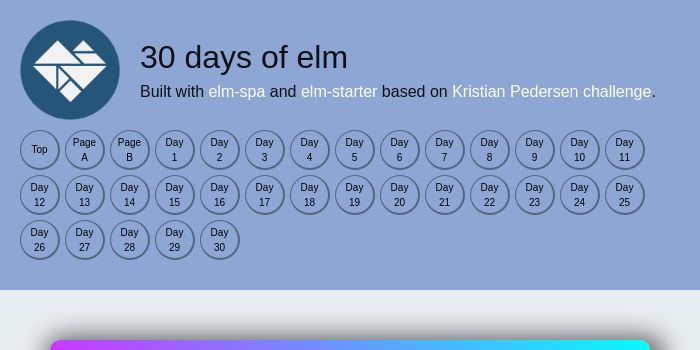 30 days of elm
Built with elm-spa and elm-starter based on Kristian Pedersen challenge.
Top Page A Page B Day 1 Day 2 Day 3 Day 4 Day 5 Day 6 Day 7 Day 8 Day 9 Day 10 Day 11
Day 12 Day 13 Day 14 Day 15 Day 16 Day 17 Day 18 Day 19 Day 20 Day 21 Day 22 Day 23 Day 24 Day 25
Day 26 Day 27 Day 28 Day 29 Day 30